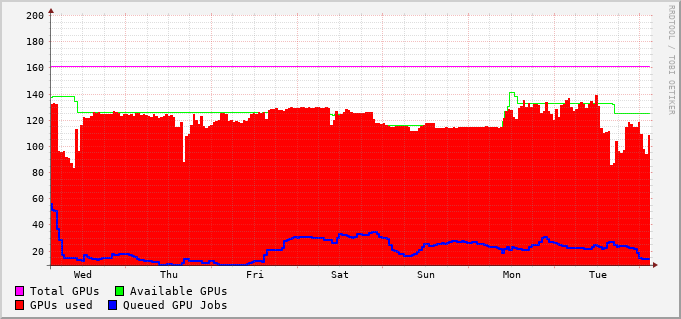 200
180
160
140
120
100
80
60
40
20
Wed Thu Fri Sat Sun Mon Tue
Total GPUs Available GPUs
GPUs used Queued GPU Jobs
RRDTOOL / TOBI OETIKER